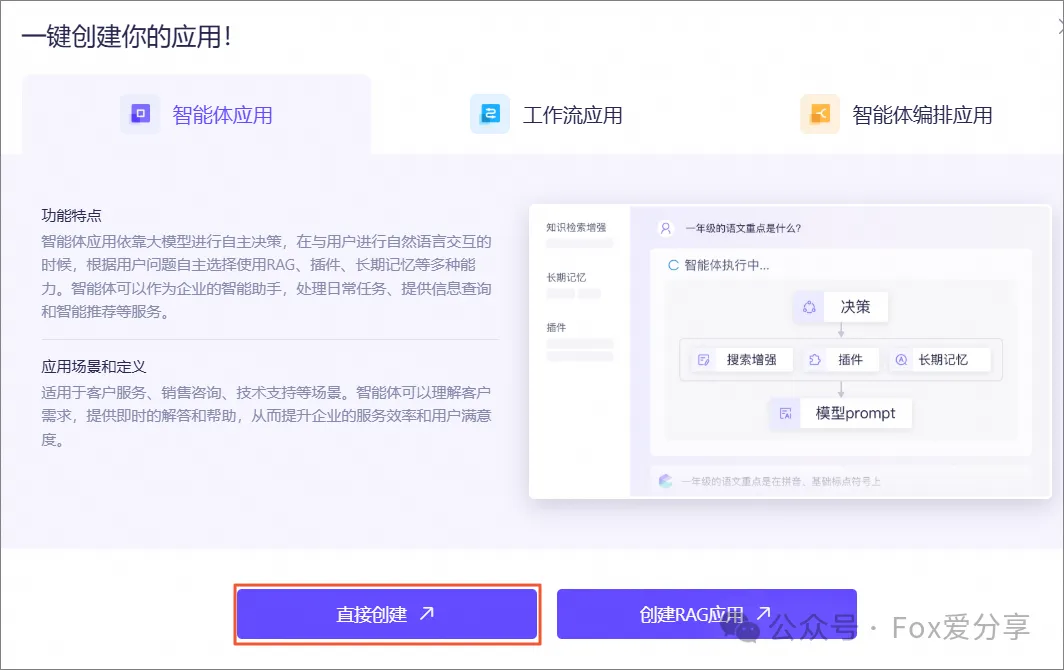 一键创建你的应用！
智能体应用
工作流应用
智能体编排应用
功能特点
智能体应用依靠大模型进行自主决策，在与用户进行自然语言交互的
时候，根据用户问题自主选择使用RAG、插件、长期记忆等多种能
力。智能体可以作为企业的智能助手，处理日常任务、提供信息查询
和智能推荐等服务。
应用场景和定义
适用于客户服务、销售咨询、技术支持等场景。智能体可以理解客户
需求，提供即时的解答和帮助，从而提升企业的服务效率和用户满意
度。
知识检索增强
长期记忆
插件
一年级的语文重点是什么？
智能体执行中...
决策
搜索增强
插件
长期记忆
模型prompt
一年级的语文重点是在拼音、基础标点符号上
直接创建
创建RAG应用
公众号 · Fox爱分享